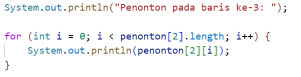 System.out.println("Penonton pada baris ke-3: ");
for (int i = 0; i < penonton[2].length; i++) {
System.out.println(penonton[2][i]);
}